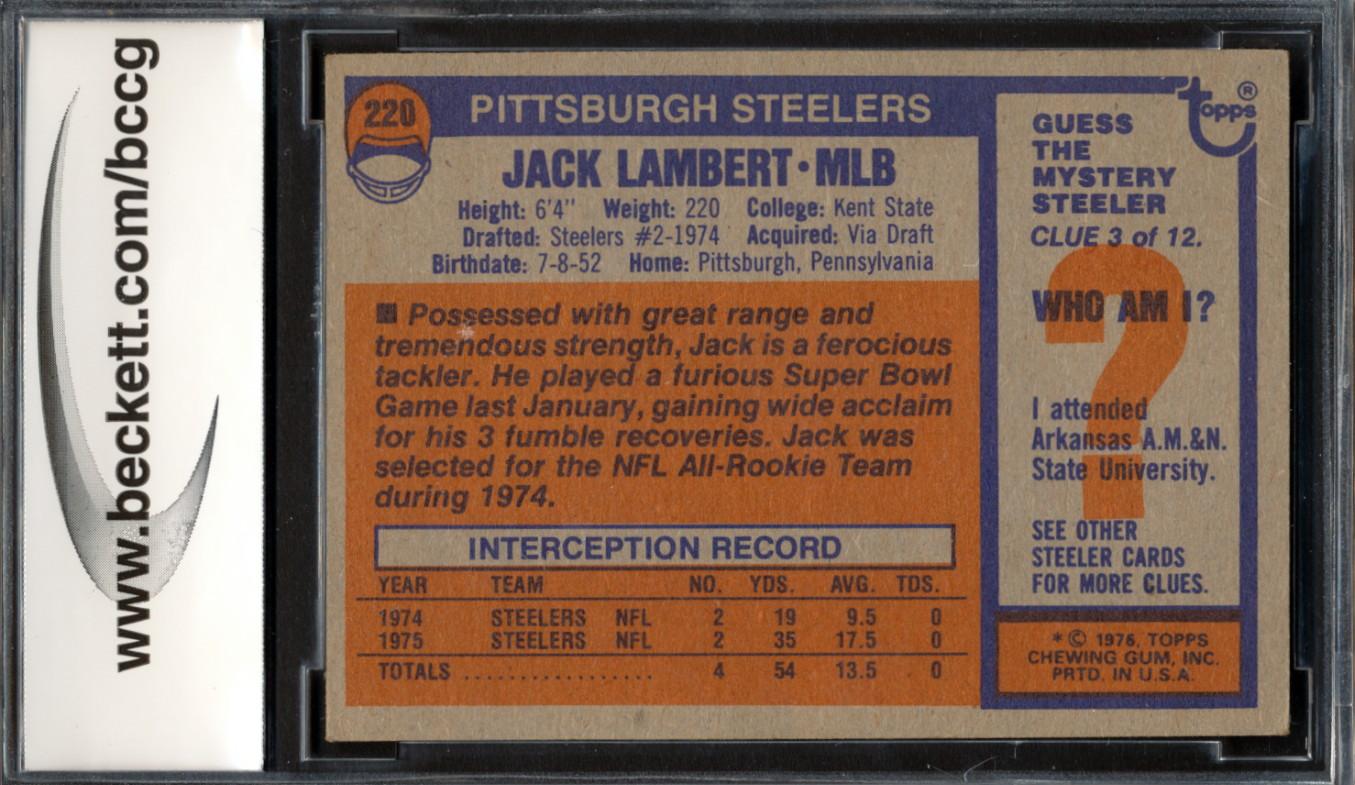 www.beckett.com/bccg
220
PITTSBURGH STEELERS
JACK LAMBERT • MLB
Height: 6'4" Weight: 220 College: Kent State
Drafted: Steelers #2-1974 Acquired: Via Draft
Birthdate: 7-8-52 Home: Pittsburgh, Pennsylvania
■ Possessed with great range and
tremendous strength, Jack is a ferocious
tackler. He played a furious Super Bowl
Game last January, gaining wide acclaim
for his 3 fumble recoveries. Jack was
selected for the NFL All-Rookie Team
during 1974.
INTERCEPTION RECORD
YEAR TEAM NO. YDS. AVG. TDS.
1974 STEELERS NFL 2 19 9.5 0
1975 STEELERS NFL 2 35 17.5 0
TOTALS ................. 4 54 13.5 0
topps ®
GUESS
THE
MYSTERY
STEELER
CLUE 3 of 12.
?
WHO AM I?
I attended
Arkansas A.M.&N.
State University.
SEE OTHER
STEELER CARDS
FOR MORE CLUES.
* © 1976, TOPPS
CHEWING GUM, INC.
PRTD. IN U.S.A.